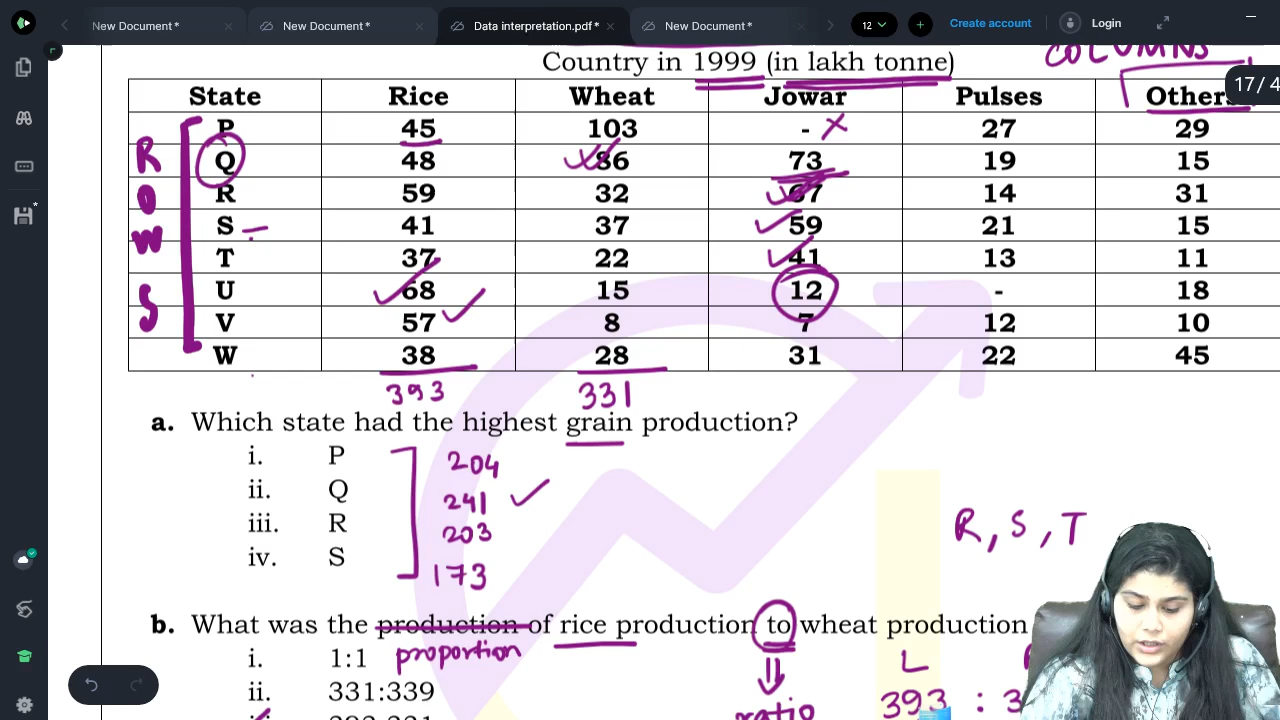 New Document* New Document* Data interpretation.pdf* New Document* 12 Create account Login
Country in 1999 (in lakh tonne) COLUMNS
17/4
State Rice Wheat Jowar Pulses Others
P 45 103 - 27 29
Q 48 86 73 19 15
R 59 32 67 14 31
S 41 37 59 21 15
T 37 22 41 13 11
U 68 15 12 - 18
V 57 8 7 12 10
W 38 28 31 22 45
ROWS
393 331
a. Which state had the highest grain production?
i. P 204
ii. Q 241
iii. R 203
iv. S 173
R, S, T
b. What was the production of rice production to wheat production
i. 1:1 proportion
ii. 331:339
393 : 3
ratio